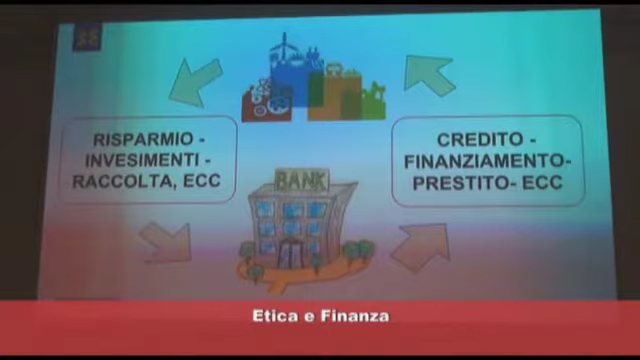 RISPARMIO -
INVESIMENTI -
RACCOLTA, ECC
CREDITO -
FINANZIAMENTO-
PRESTITO- ECC
BANK
Etica e Finanza